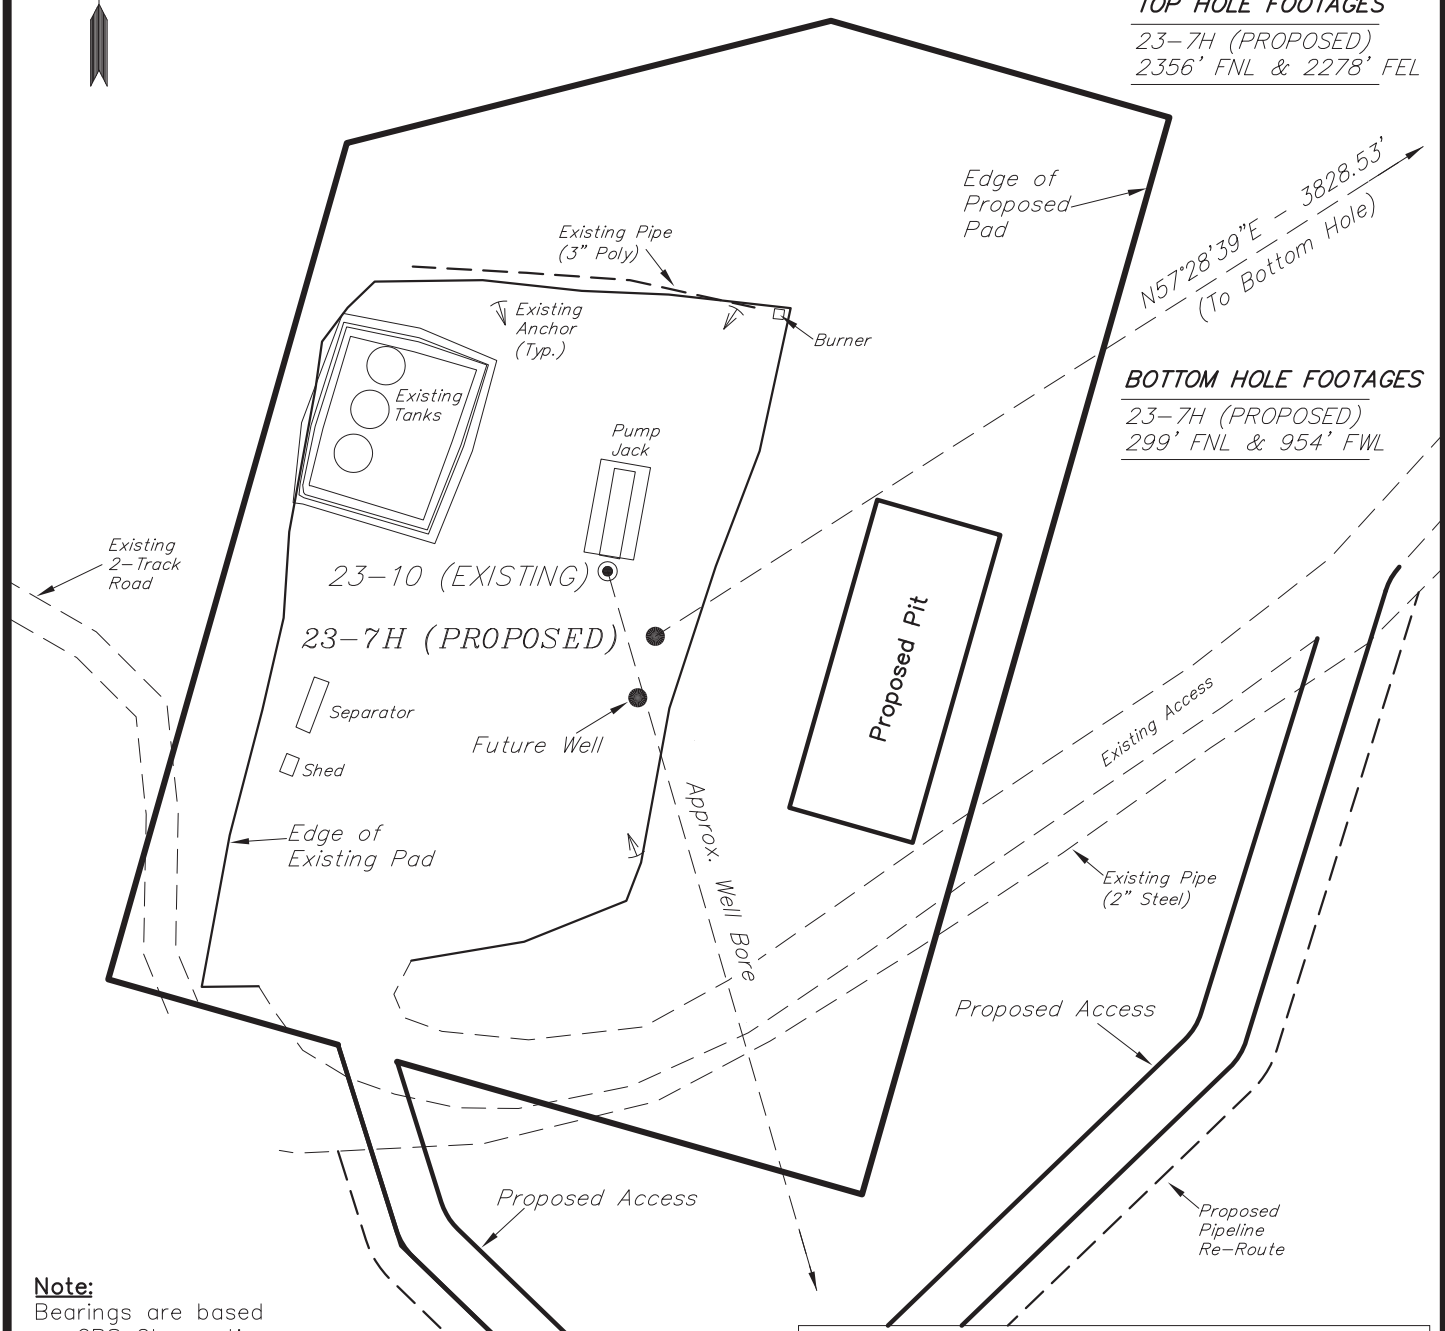 TOP HOLE FOOTAGES
23-7H (PROPOSED)
2356' FNL & 2278' FEL
Edge of
Proposed
Pad
N57°28'39"E - 3828.53'
(To Bottom Hole)
Existing Pipe
(3" Poly)
Existing
Anchor
(Typ.)
Burner
BOTTOM HOLE FOOTAGES
23-7H (PROPOSED)
299' FNL & 954' FWL
Existing
Tanks
Pump
Jack
Existing
2-Track
Road
23-10 (EXISTING)
23-7H (PROPOSED)
Proposed Pit
Separator
Future Well
Shed
Existing Access
Approx. Well Bore
Edge of
Existing Pad
Existing Pipe
(2" Steel)
Proposed Access
Proposed Access
Proposed
Pipeline
Re-Route
Note:
Bearings are based